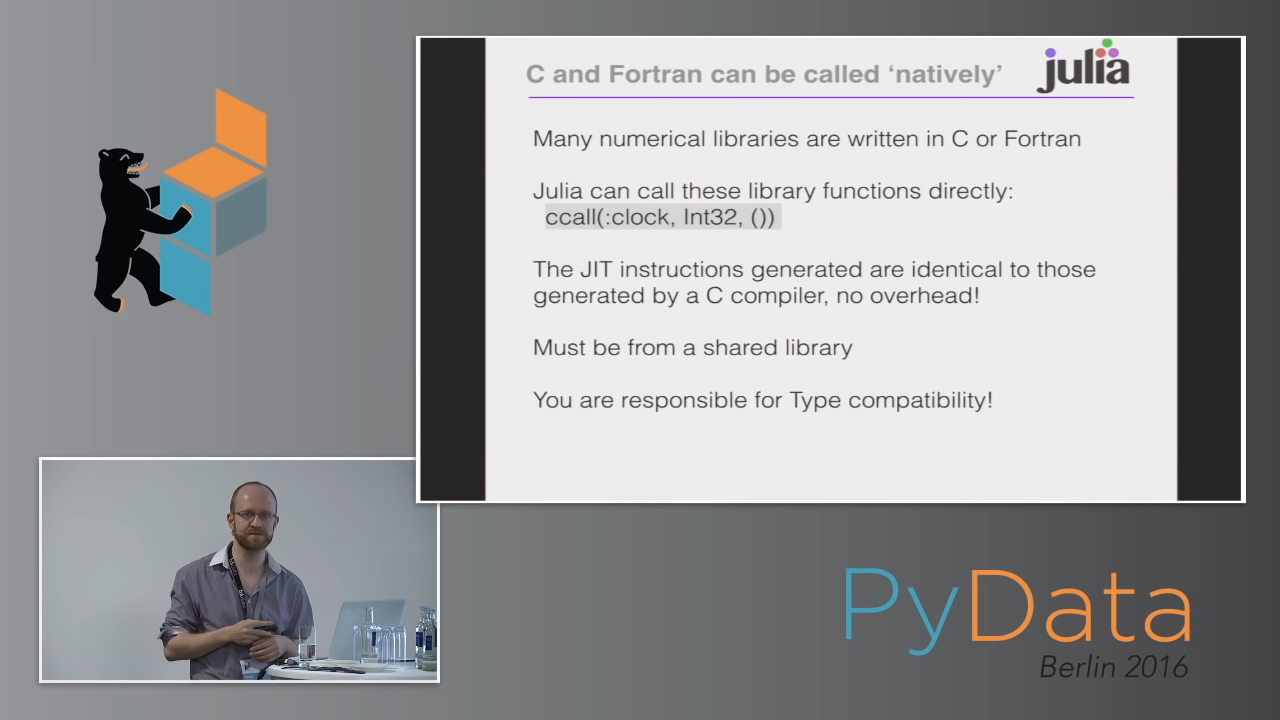 C and Fortran can be called ‘natively’
julia
Many numerical libraries are written in C or Fortran
Julia can call these library functions directly:
ccall(:clock, Int32, ())
The JIT instructions generated are identical to those
generated by a C compiler, no overhead!
Must be from a shared library
You are responsible for Type compatibility!
PyData
Berlin 2016